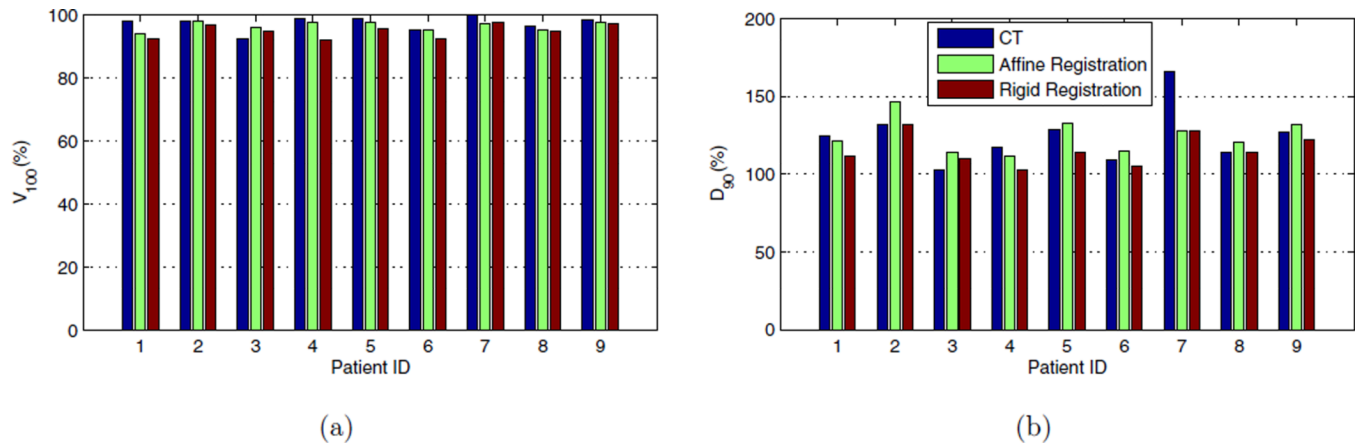 100
80
60
40
20
0
V100(%)
1 2 3 4 5 6 7 8 9
Patient ID
(a)
200
150
100
50
0
D90(%)
CT
Affine Registration
Rigid Registration
1 2 3 4 5 6 7 8 9
Patient ID
(b)